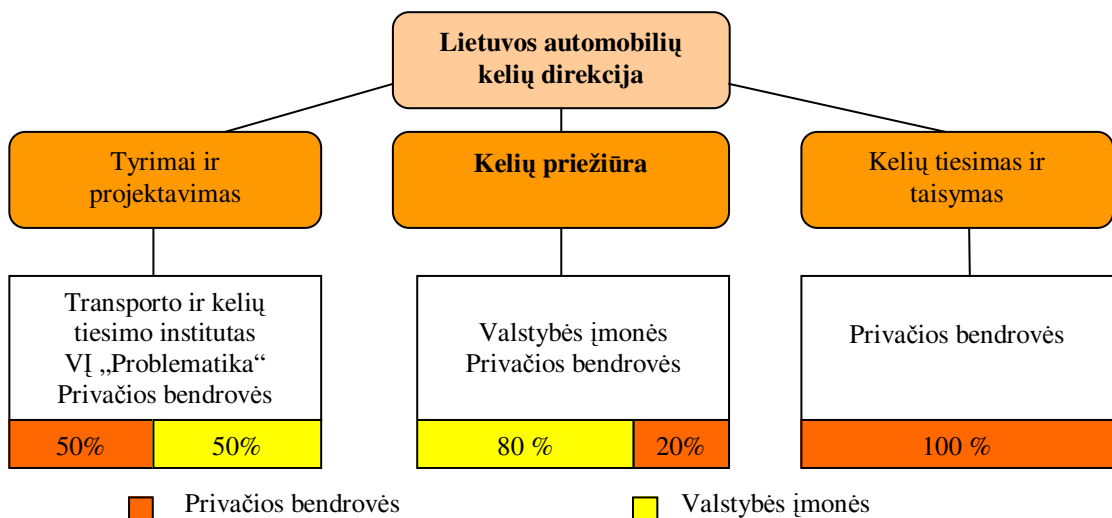 Lietuvos automobilių
kelių direkcija
Tyrimai ir
projektavimas
Kelių priežiūra
Kelių tiesimas ir
taisymas
Transporto ir kelių
tiesimo institutas
VĮ „Problematika“
Privačios bendrovės
Valstybės įmonės
Privačios bendrovės
Privačios bendrovės
50%
50%
80 %
20%
100 %
Privačios bendrovės
Valstybės įmonės